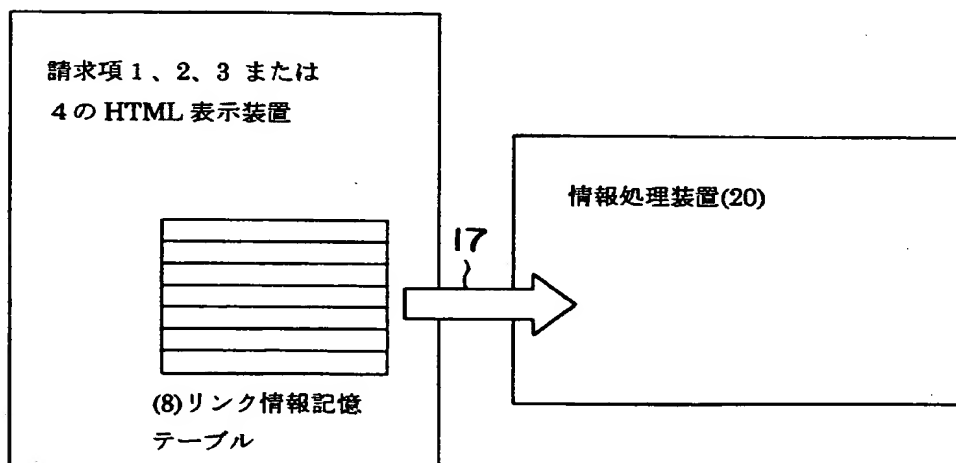 請求項1、2、3 または
4の HTML 表示装置
情報処理装置(20)
17
(8)リンク情報記憶
テーブル